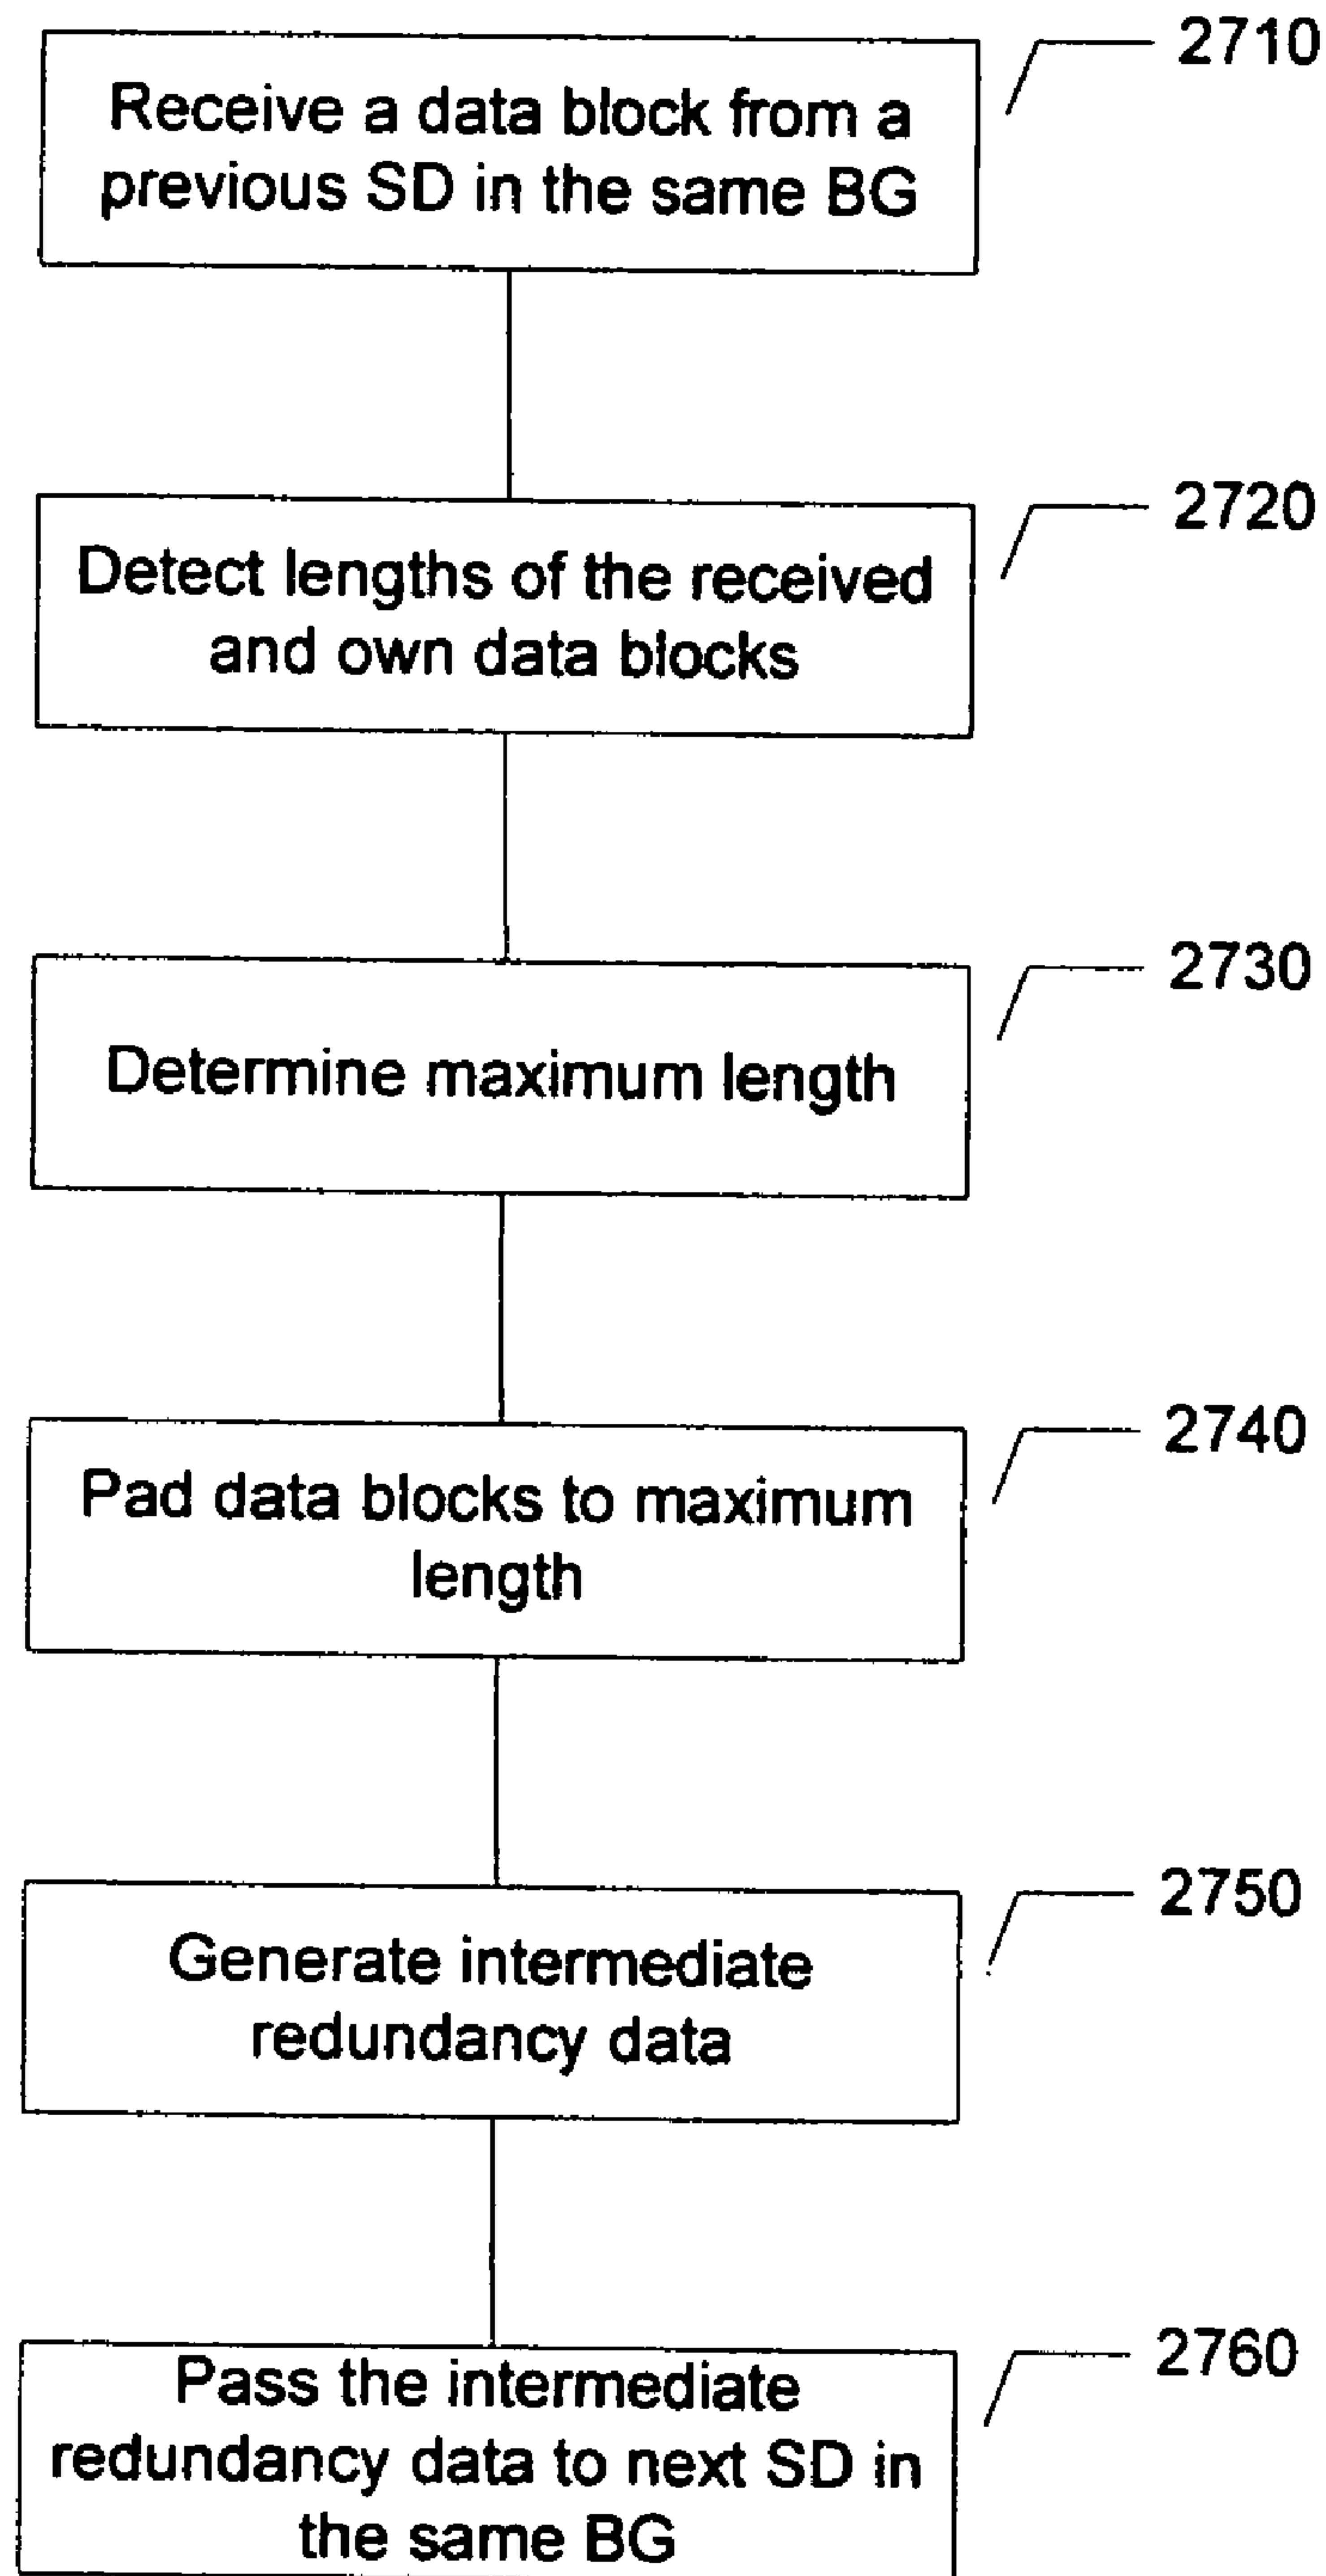 2710
Receive a data block from a
previous SD in the same BG
2720
Detect lengths of the received
and own data blocks
2730
Determine maximum length
2740
Pad data blocks to maximum
length
2750
Generate intermediate
redundancy data
2760
Pass the intermediate
redundancy data to next SD in
the same BG